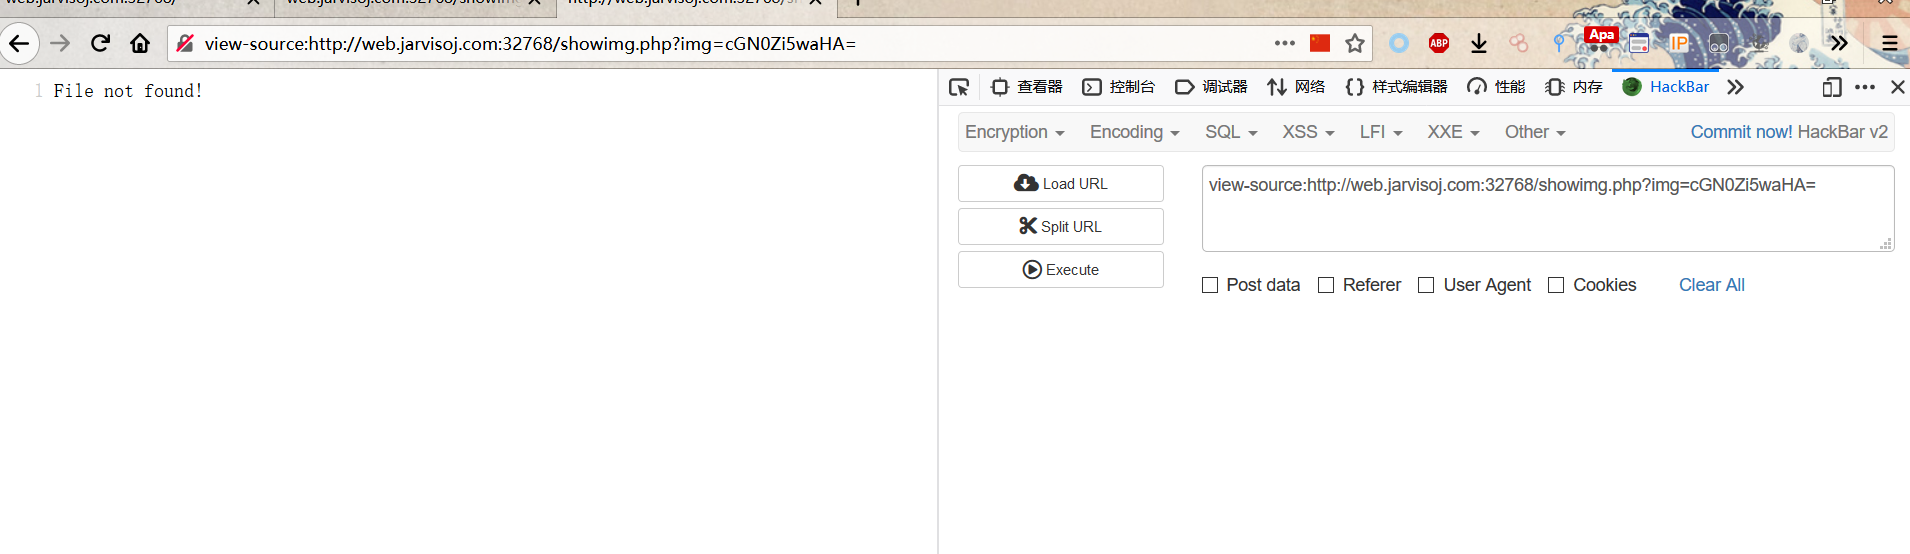 web.jarvisoj.com:32768/
web.jarvisoj.com:32768/showimg
http://web.jarvisoj.com:32768/s
view-source:http://web.jarvisoj.com:32768/showimg.php?img=cGN0Zi5waHA=
ABP
Apa
IP
1 File not found!
查看器 控制台 调试器 网络 样式编辑器 性能 内存 HackBar
Encryption Encoding SQL XSS LFI XXE Other Commit now! HackBar v2
Load URL
view-source:http://web.jarvisoj.com:32768/showimg.php?img=cGN0Zi5waHA=
Split URL
Execute
Post data Referer User Agent Cookies Clear All